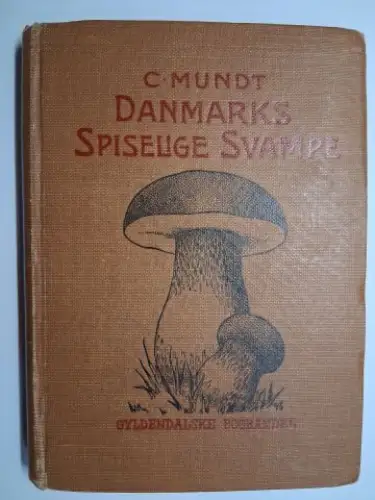 C. MUNDT
DANMARKS
SPISELIGE SVAMPE
GYLDENDALSKE BOGHANDEL